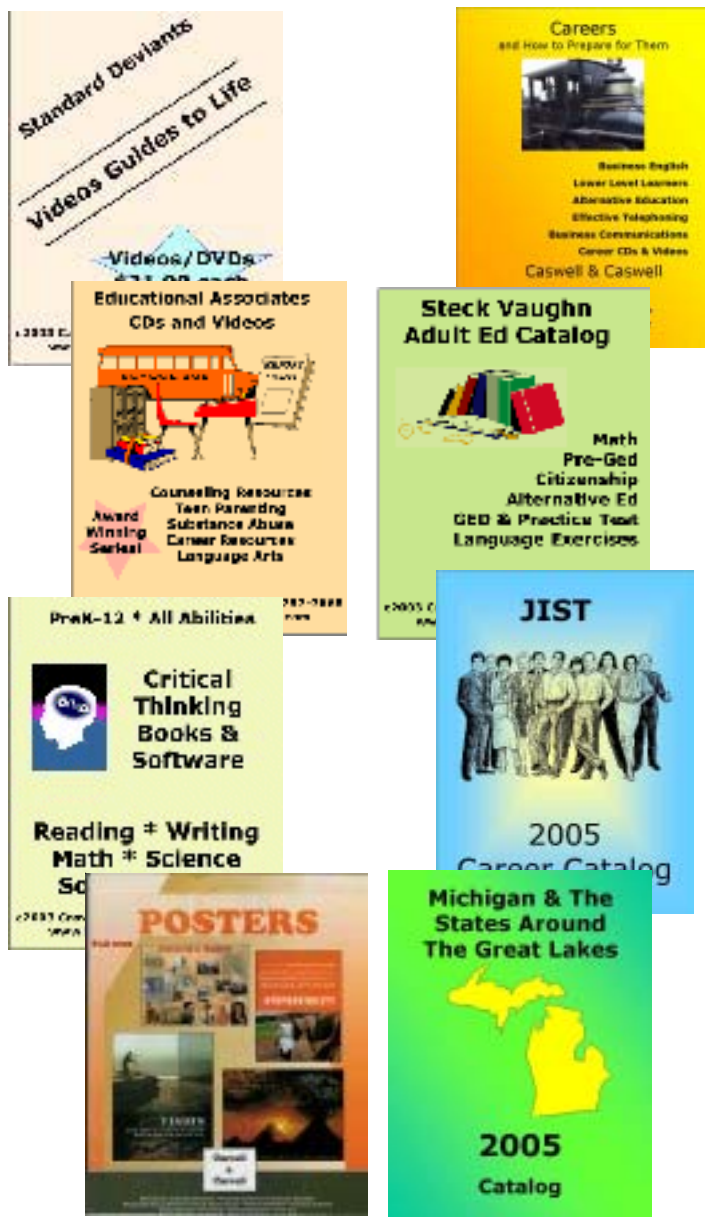 Standard Deviants
Videos Guides to Life
Videos/DVDs
Careers
and How to Prepare for Them
Business English
Lower Level Learners
Alternative Education
Effective Telephoning
Business Communications
Career CDs & Videos
Caswell & Caswell
Educational Associates
CDs and Videos
REPORT
Award
Winning
Series!
Counseling Resources
Teen Parenting
Substance Abuse
Career Resources
Language Arts
Steck Vaughn
Adult Ed Catalog
Math
Pre-Ged
Citizenship
Alternative Ed
GED & Practice Test
Language Exercises
c2003
PreK-12 * All Abilities
Critical
Thinking
Books &
Software
Reading * Writing
Math * Science
c2003
JIST
2005
Career Catalog
POSTERS
VISION
Michigan & The
States Around
The Great Lakes
2005
Catalog